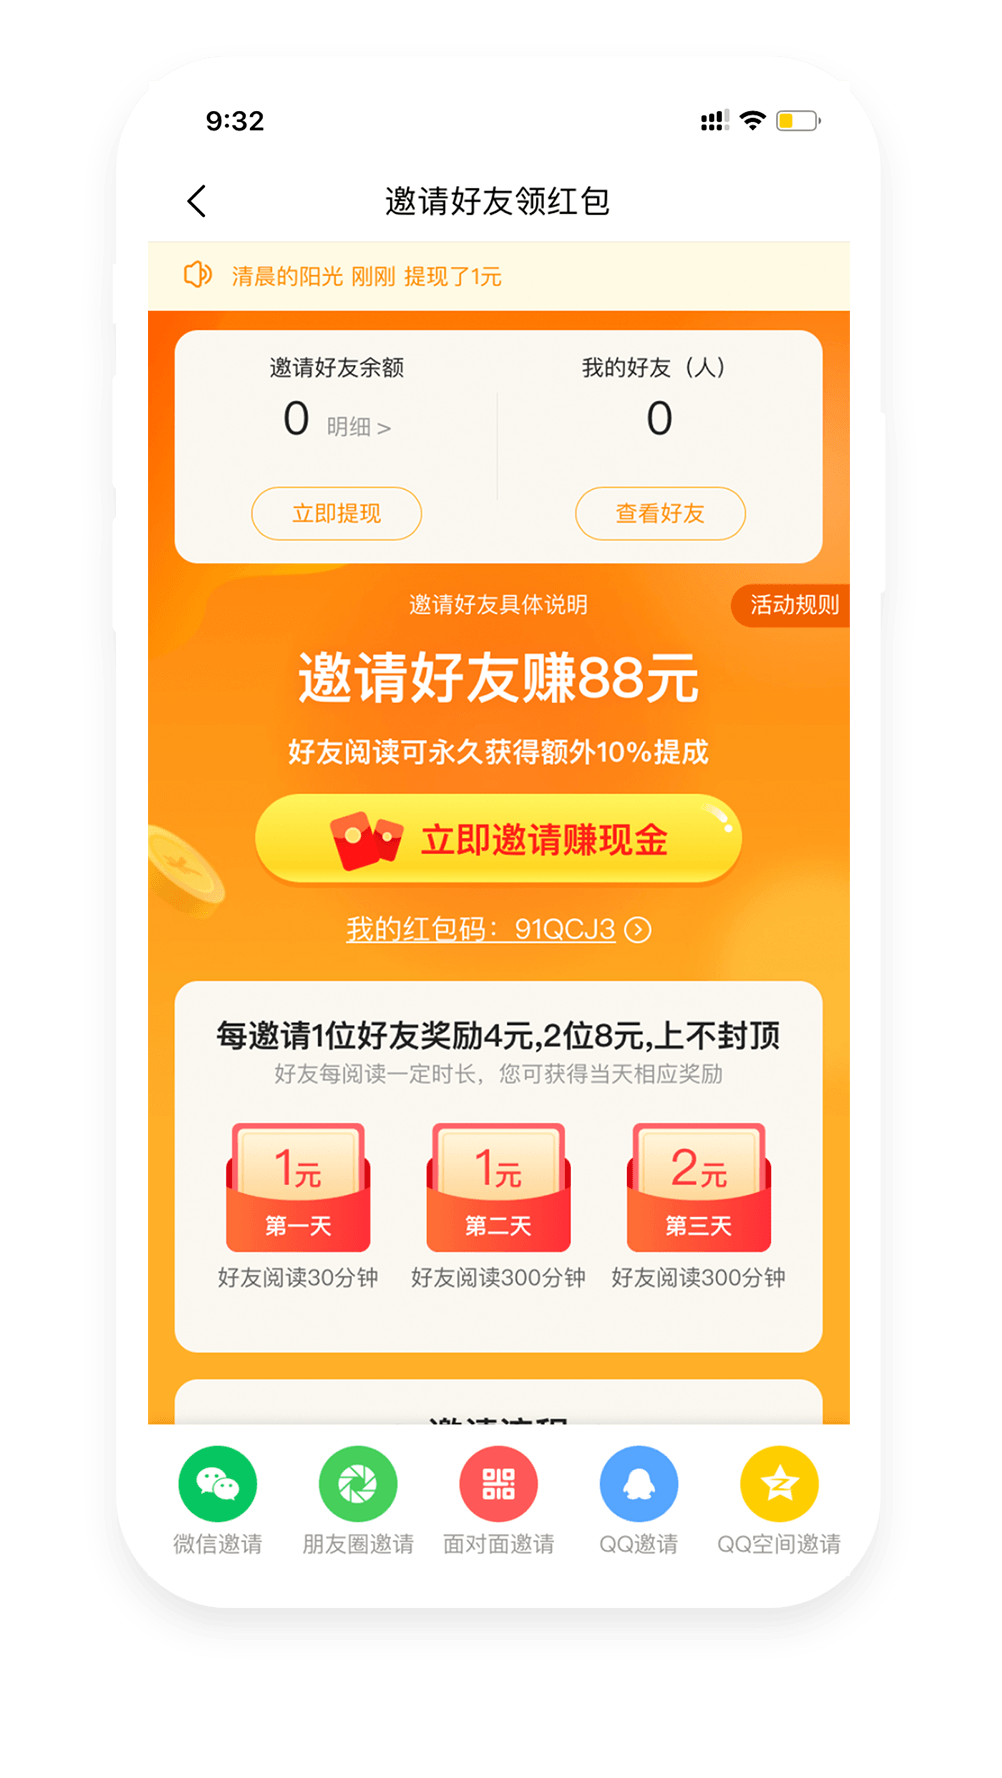 9:32
邀请好友领红包
清晨的阳光 刚刚 提现了1元
邀请好友余额
我的好友（人）
0 明细 >
0
立即提现
查看好友
邀请好友具体说明
活动规则
邀请好友赚88元
好友阅读可永久获得额外10%提成
立即邀请赚现金
我的红包码：91QCJ3
每邀请1位好友奖励4元,2位8元,上不封顶
好友每阅读一定时长，您可获得当天相应奖励
1元
1元
2元
第一天
第二天
第三天
好友阅读30分钟
好友阅读300分钟
好友阅读300分钟
邀请流程
微信邀请
朋友圈邀请
面对面邀请
QQ邀请
QQ空间邀请